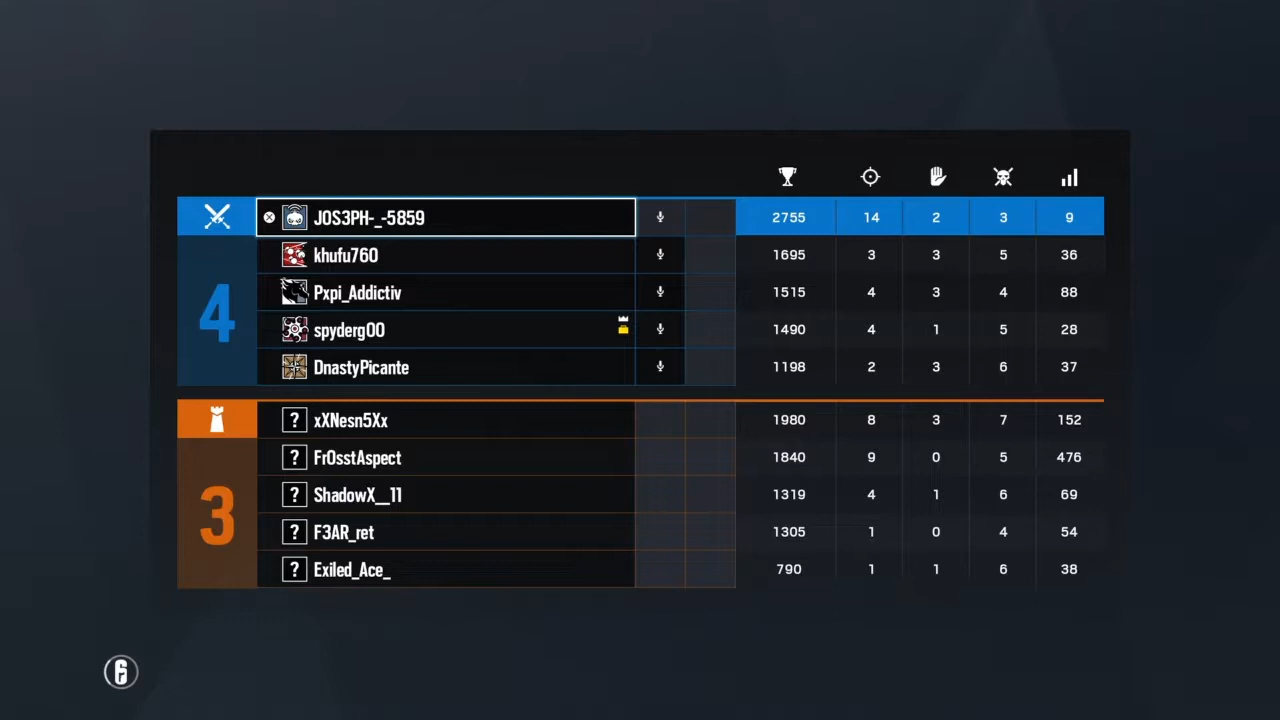 JOS3PH-_-5859 2755 14 2 3 9
khufu760 1695 3 3 5 36
4
Pxpi_Addictiv 1515 4 3 4 88
spyderg00 1490 4 1 5 28
DnastyPicante 1198 2 3 6 37
? xXNesn5Xx 1980 8 3 7 152
? Fr0sstAspect 1840 9 0 5 476
3
? ShadowX__11 1319 4 1 6 69
? F3AR_ret 1305 1 0 4 54
? Exiled_Ace_ 790 1 1 6 38
6